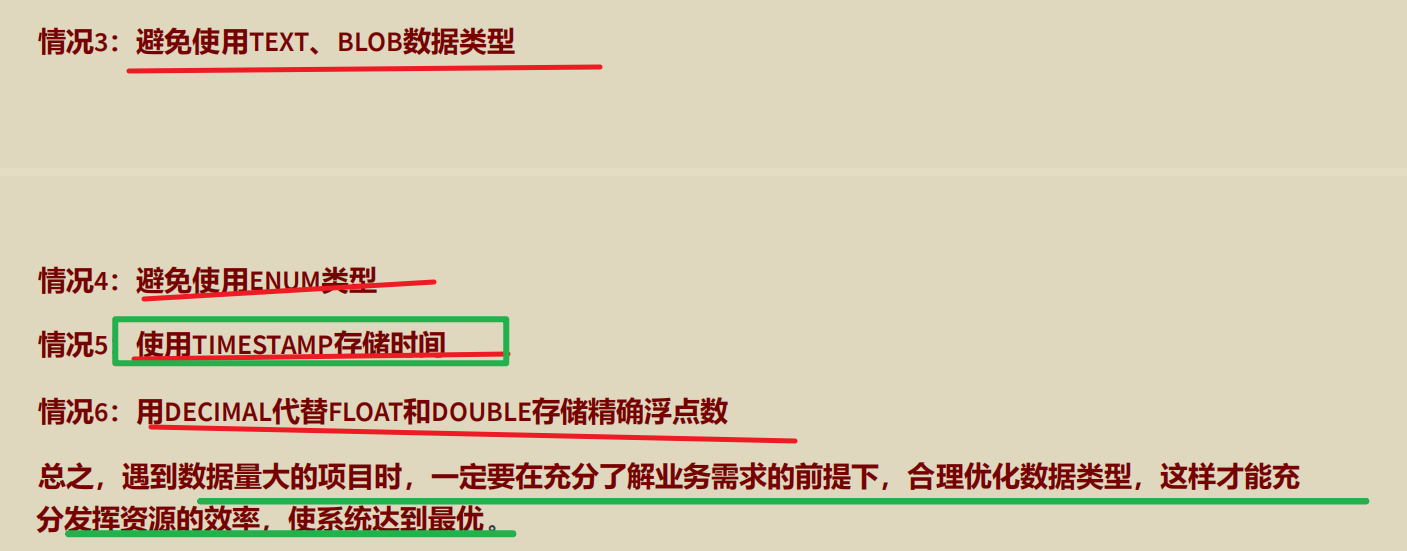 情况3：避免使用TEXT、BLOB数据类型
情况4：避免使用ENUM类型
情况5 使用TIMESTAMP存储时间
情况6：用DECIMAL代替FLOAT和DOUBLE存储精确浮点数
总之，遇到数据量大的项目时，一定要在充分了解业务需求的前提下，合理优化数据类型，这样才能充
分发挥资源的效率，使系统达到最优。